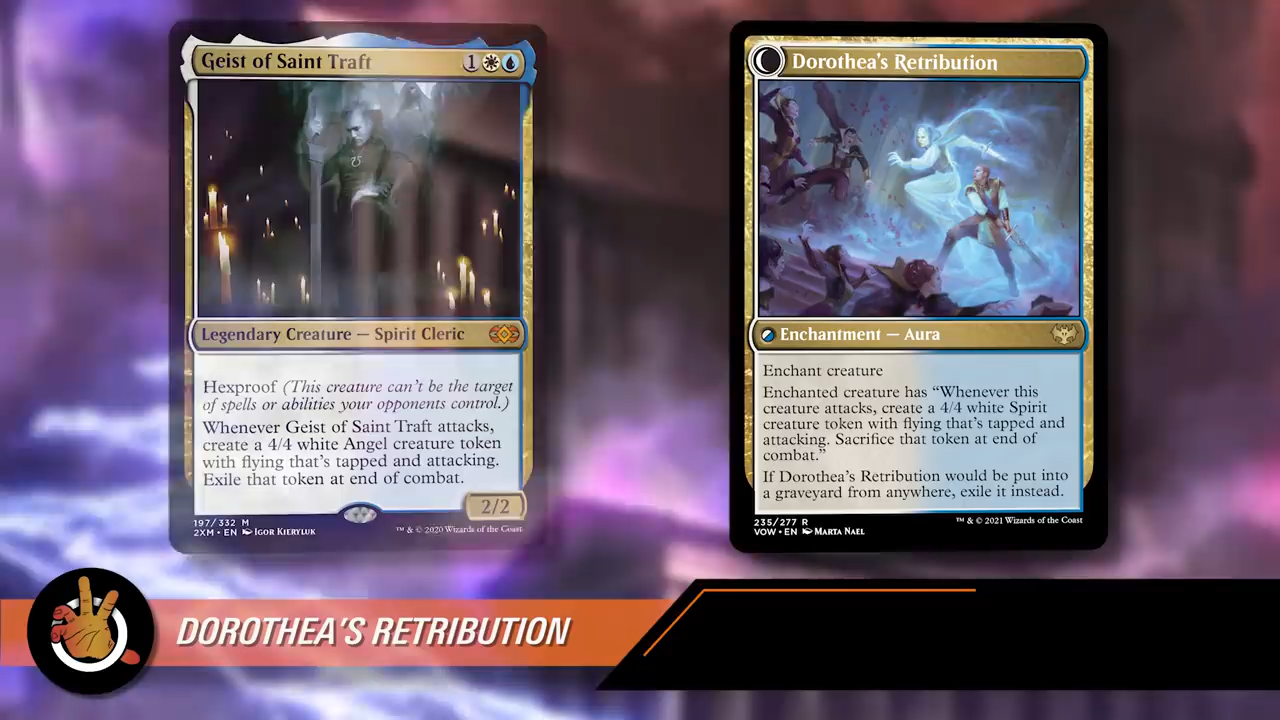 Geist of Saint Traft 1
Legendary Creature — Spirit Cleric
Hexproof (This creature can't be the target
of spells or abilities your opponents control.)
Whenever Geist of Saint Traft attacks,
create a 4/4 white Angel creature token
with flying that's tapped and attacking.
Exile that token at end of combat.
2/2
197/332 M
2XM • EN Igor Kieryluk
™ & © 2020 Wizards of the Coast
Dorothea's Retribution
Enchantment — Aura
Enchant creature
Enchanted creature has “Whenever this
creature attacks, create a 4/4 white Spirit
creature token with flying that's tapped and
attacking. Sacrifice that token at end of
combat.”
If Dorothea's Retribution would be put into
a graveyard from anywhere, exile it instead.
235/277 R
VOW • EN Marta Nael
™ & © 2021 Wizards of the Coast
DOROTHEA'S RETRIBUTION